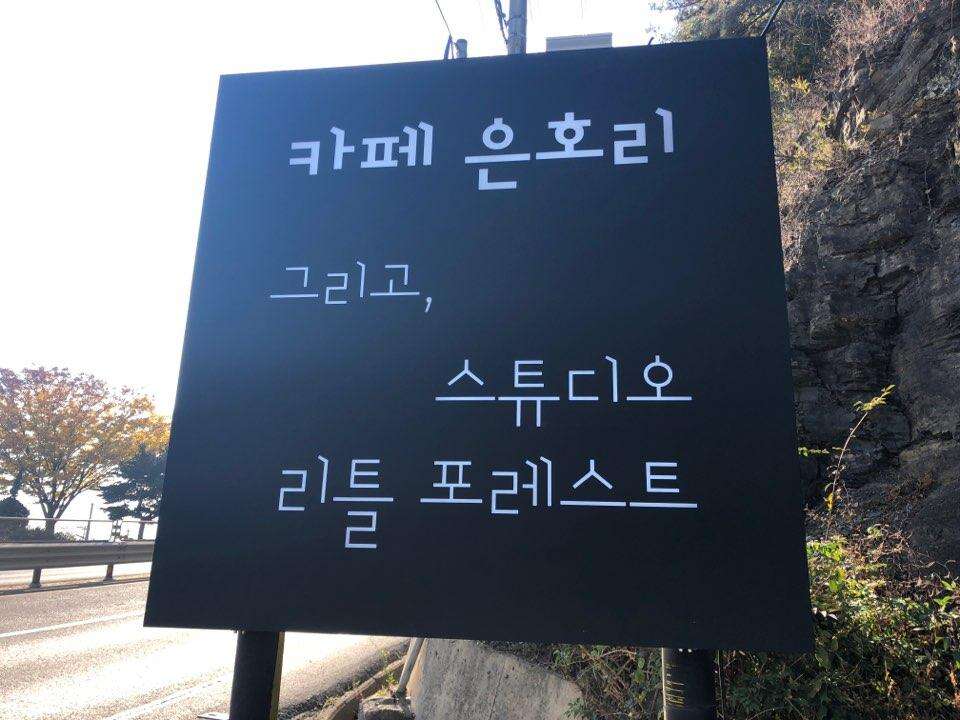 카페 은호리
그리고,
스튜디오
리틀 포레스트